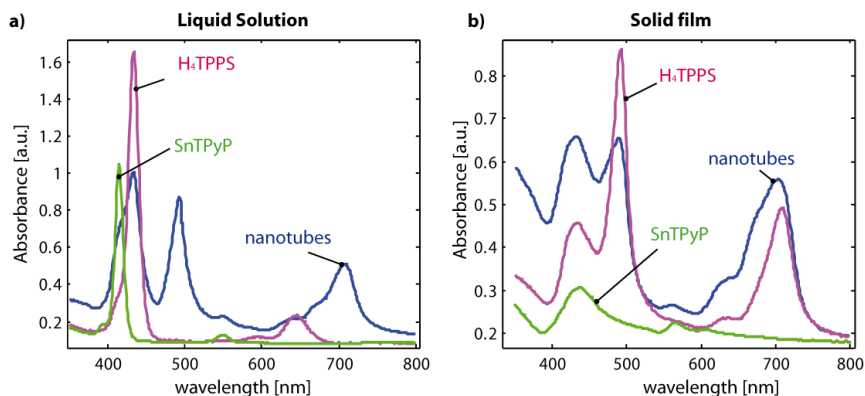 a)
Liquid Solution
H₄TPPS
SnTPyP
nanotubes
Absorbance [a.u.]
1.6
1.4
1.2
1
0.8
0.6
0.4
0.2
400
500
600
700
800
wavelength [nm]
b)
Solid film
H₄TPPS
nanotubes
SnTPyP
Absorbance [a.u.]
0.8
0.7
0.6
0.5
0.4
0.3
0.2
400
500
600
700
800
wavelength [nm]